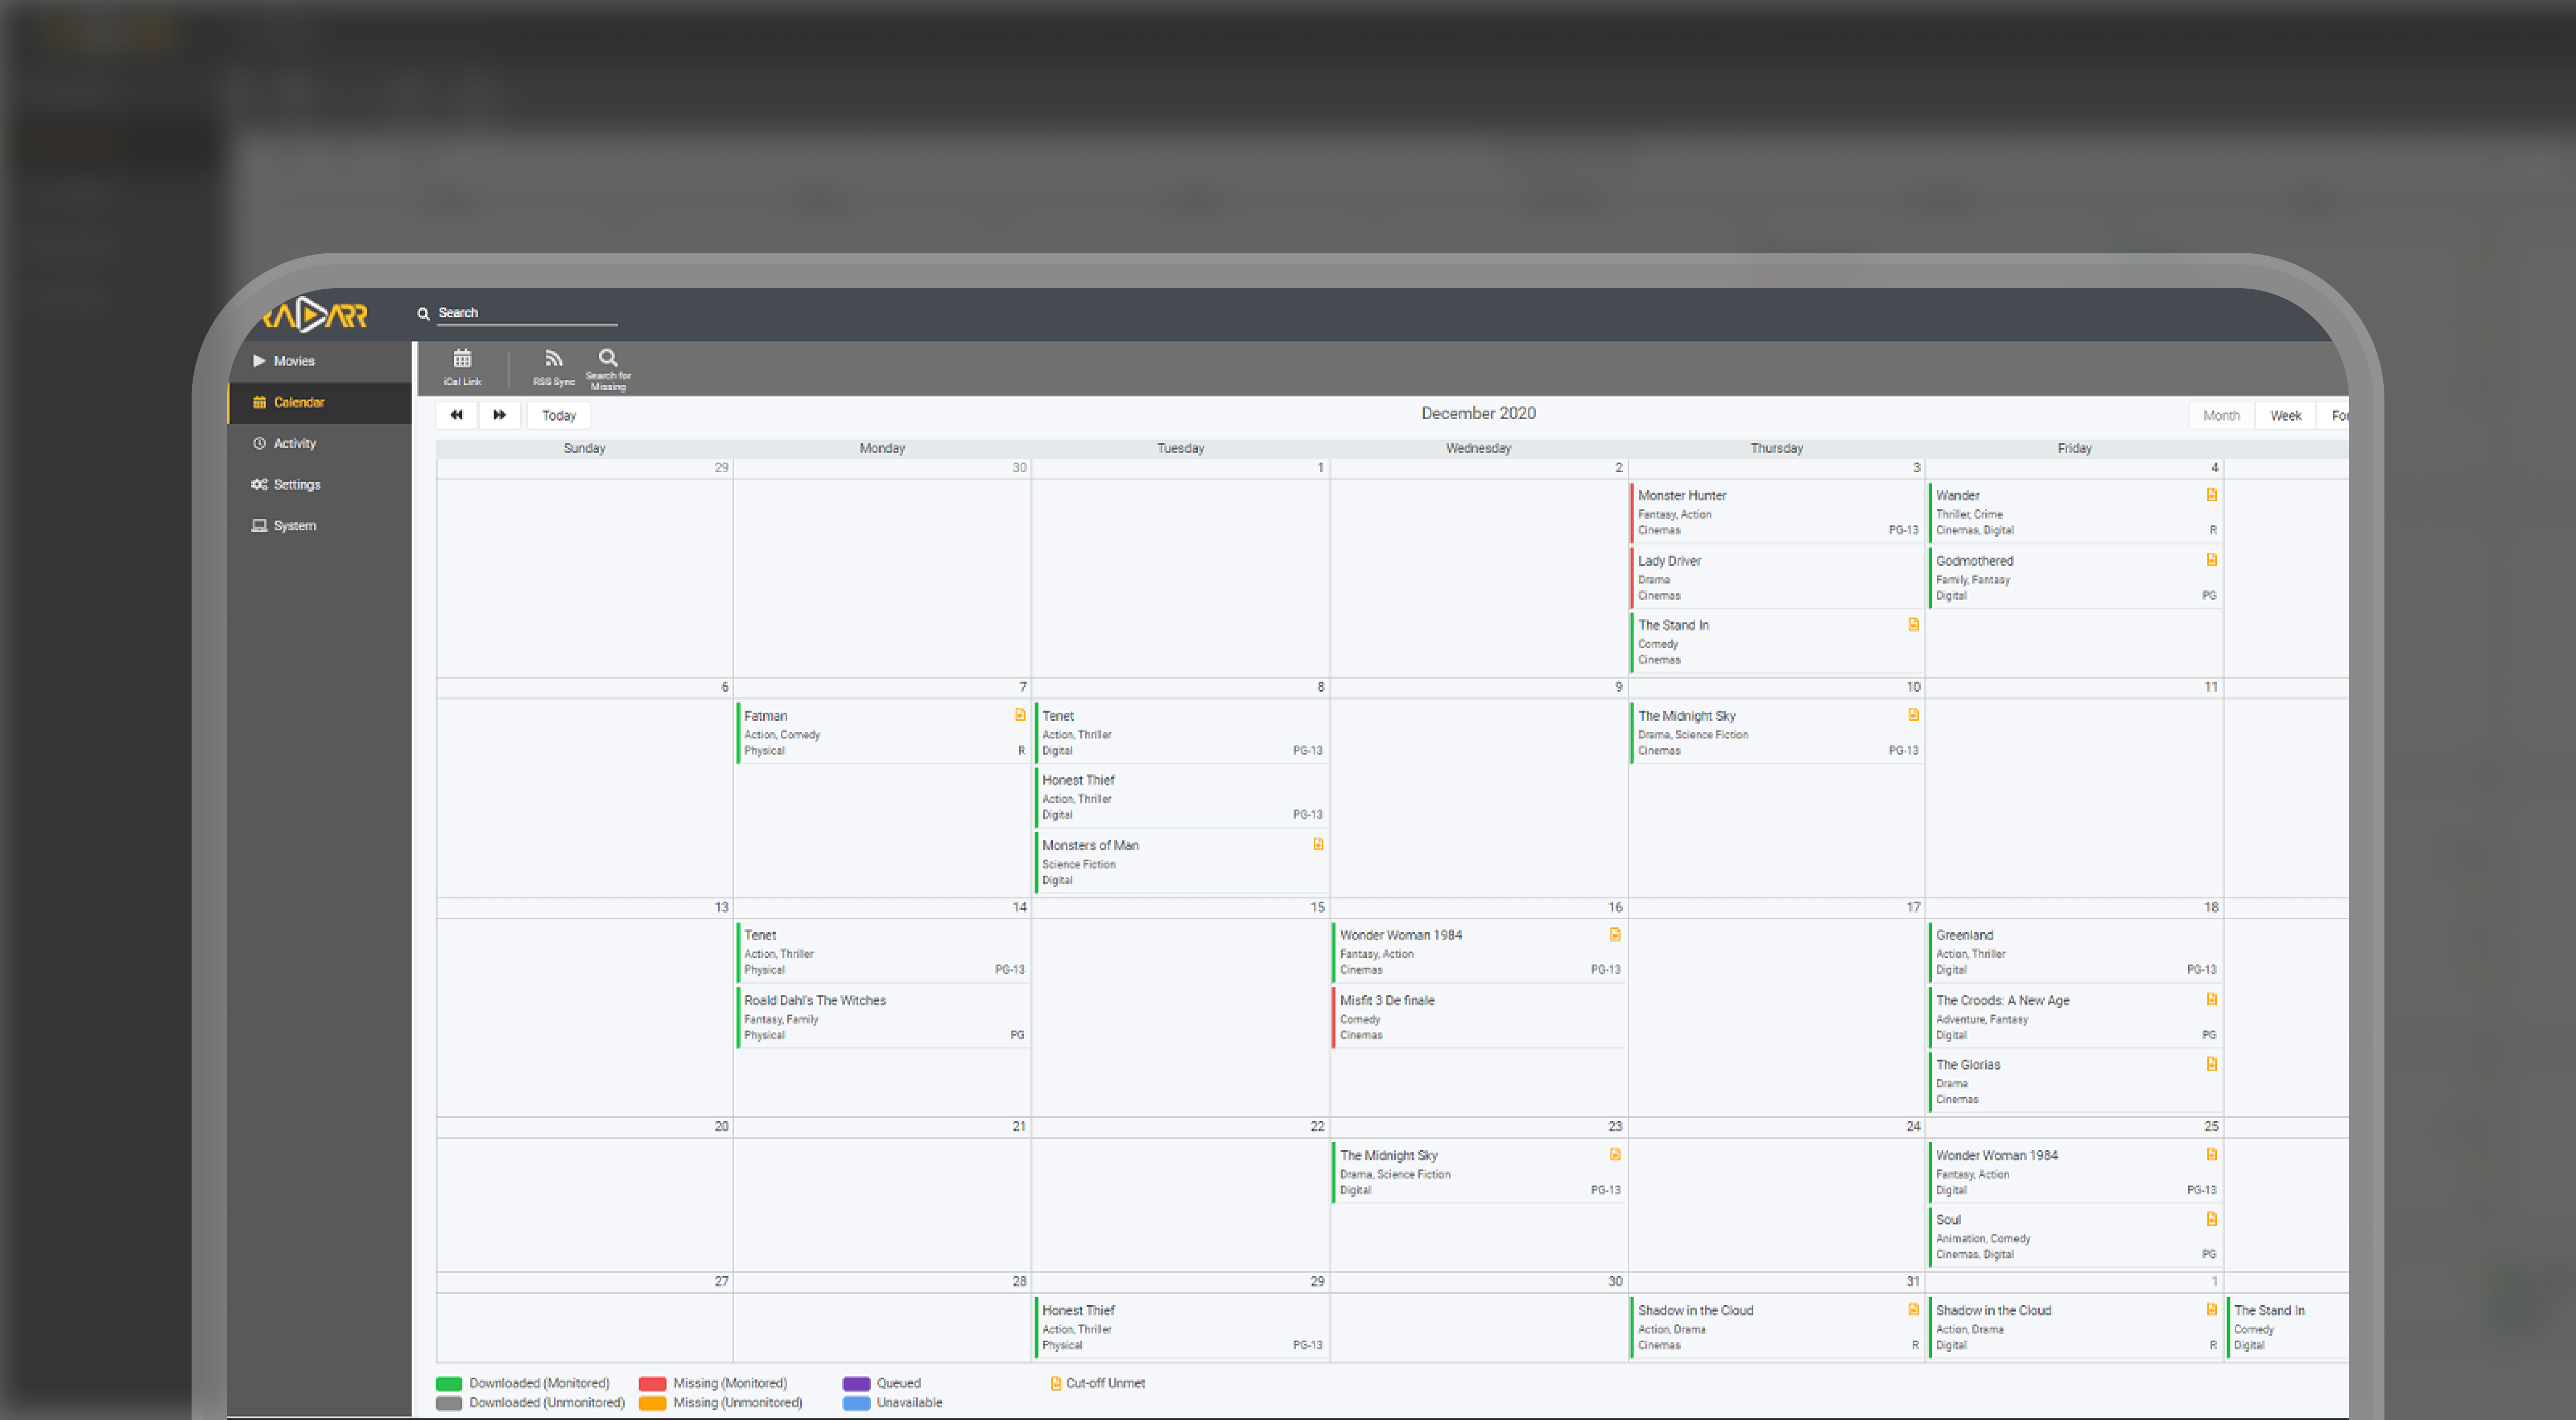 RADARR
Search
Movies
Calendar
Activity
Settings
System
iCal Link
RSS Sync
Search for
Missing
Today
December 2020
Month
Week
Sunday
Monday
Tuesday
Wednesday
Thursday
Friday
29
30
1
2
3
4
Monster Hunter
Fantasy, Action
Cinemas
PG-13
Lady Driver
Drama
Cinemas
The Stand In
Comedy
Cinemas
Wander
Thriller, Crime
Cinemas, Digital
R
Godmothered
Family, Fantasy
Digital
PG
6
7
8
9
10
11
Fatman
Action, Comedy
Physical
R
Tenet
Action, Thriller
Digital
PG-13
Honest Thief
Action, Thriller
Digital
PG-13
Monsters of Man
Science Fiction
Digital
The Midnight Sky
Drama, Science Fiction
Cinemas
PG-13
13
14
15
16
17
18
Tenet
Action, Thriller
Physical
PG-13
Roald Dahl's The Witches
Fantasy, Family
Physical
PG
Wonder Woman 1984
Fantasy, Action
Cinemas
PG-13
Misfit 3 De finale
Comedy
Cinemas
Greenland
Action, Thriller
Digital
PG-13
The Croods: A New Age
Adventure, Fantasy
Digital
PG
The Glorias
Drama
Cinemas
20
21
22
23
24
25
The Midnight Sky
Drama, Science Fiction
Digital
PG-13
Wonder Woman 1984
Fantasy, Action
Digital
PG-13
Soul
Animation, Comedy
Cinemas, Digital
PG
27
28
29
30
31
1
Honest Thief
Action, Thriller
Physical
PG-13
Shadow in the Cloud
Action, Drama
Cinemas
R
Shadow in the Cloud
Action, Drama
Digital
R
The Stand In
Comedy
Digital
Downloaded (Monitored)
Missing (Monitored)
Queued
Cut-off Unmet
Downloaded (Unmonitored)
Missing (Unmonitored)
Unavailable